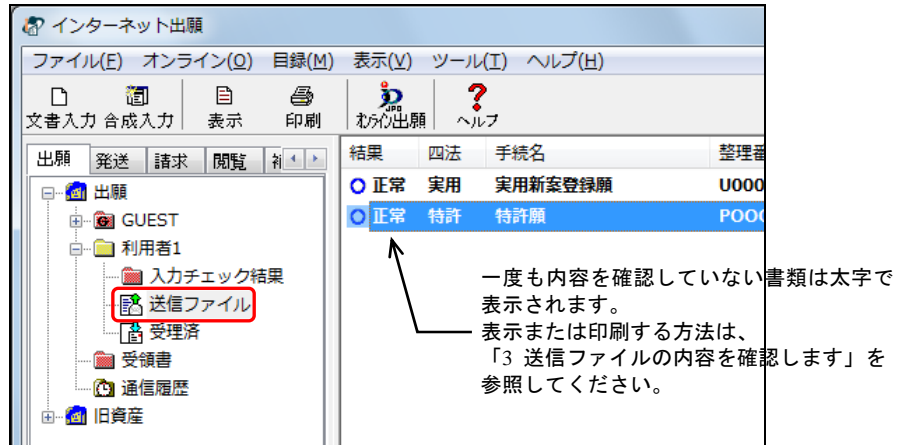 インターネット出願
ファイル(F) オンライン(O) 目録(M) 表示(V) ツール(T) ヘルプ(H)
文書入力 合成入力 表示 印刷 オンライン出願 ヘルプ
出願 発送 請求 閲覧
結果 四法 手続名 整理番
出願
GUEST
利用者1
入力チェック結果
送信ファイル
受理済
受領書
通信履歴
旧資産
正常 実用 実用新案登録願 U000
正常 特許 特許願 P000
一度も内容を確認していない書類は太字で
表示されます。
表示または印刷する方法は、
「3 送信ファイルの内容を確認します」を
参照してください。